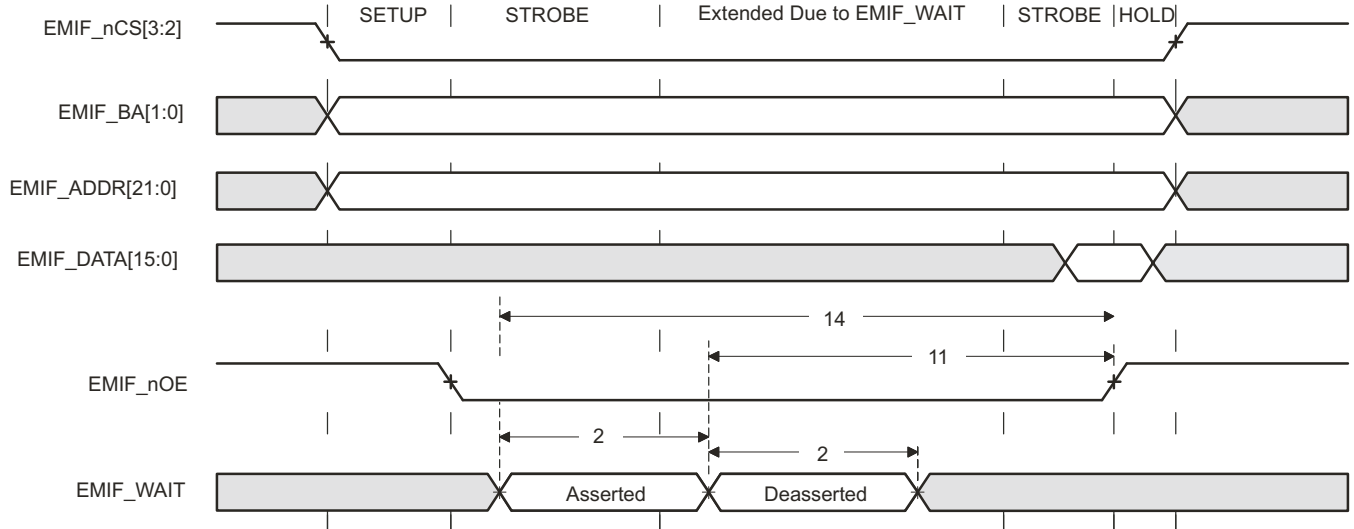 SETUP STROBE Extended Due to EMIF_WAIT STROBE HOLD
EMIF_nCS[3:2]
EMIF_BA[1:0]
EMIF_ADDR[21:0]
EMIF_DATA[15:0]
14
11
EMIF_nOE
2
2
EMIF_WAIT Asserted Deasserted